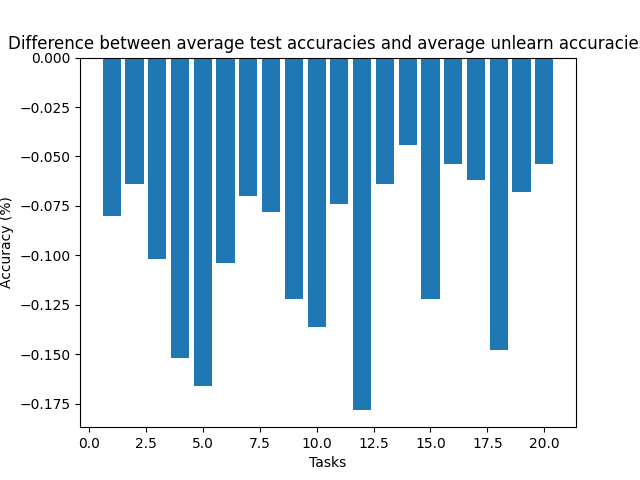 Difference between average test accuracies and average unlearn accuracies
0.000
−0.025
−0.050
−0.075
−0.100
−0.125
−0.150
−0.175
Accuracy (%)
0.0 2.5 5.0 7.5 10.0 12.5 15.0 17.5 20.0
Tasks